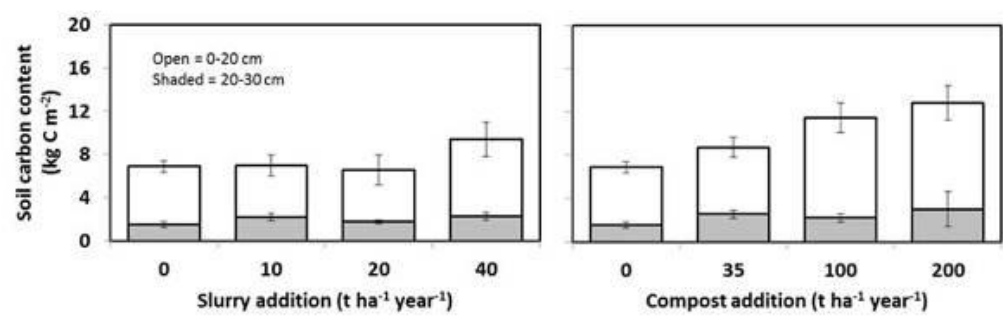 Soil carbon content
(kg C m⁻²)
20
16
12
8
4
0
Open = 0-20 cm
Shaded = 20-30 cm
0 10 20 40
Slurry addition (t ha⁻¹ year⁻¹)
0 35 100 200
Compost addition (t ha⁻¹ year⁻¹)